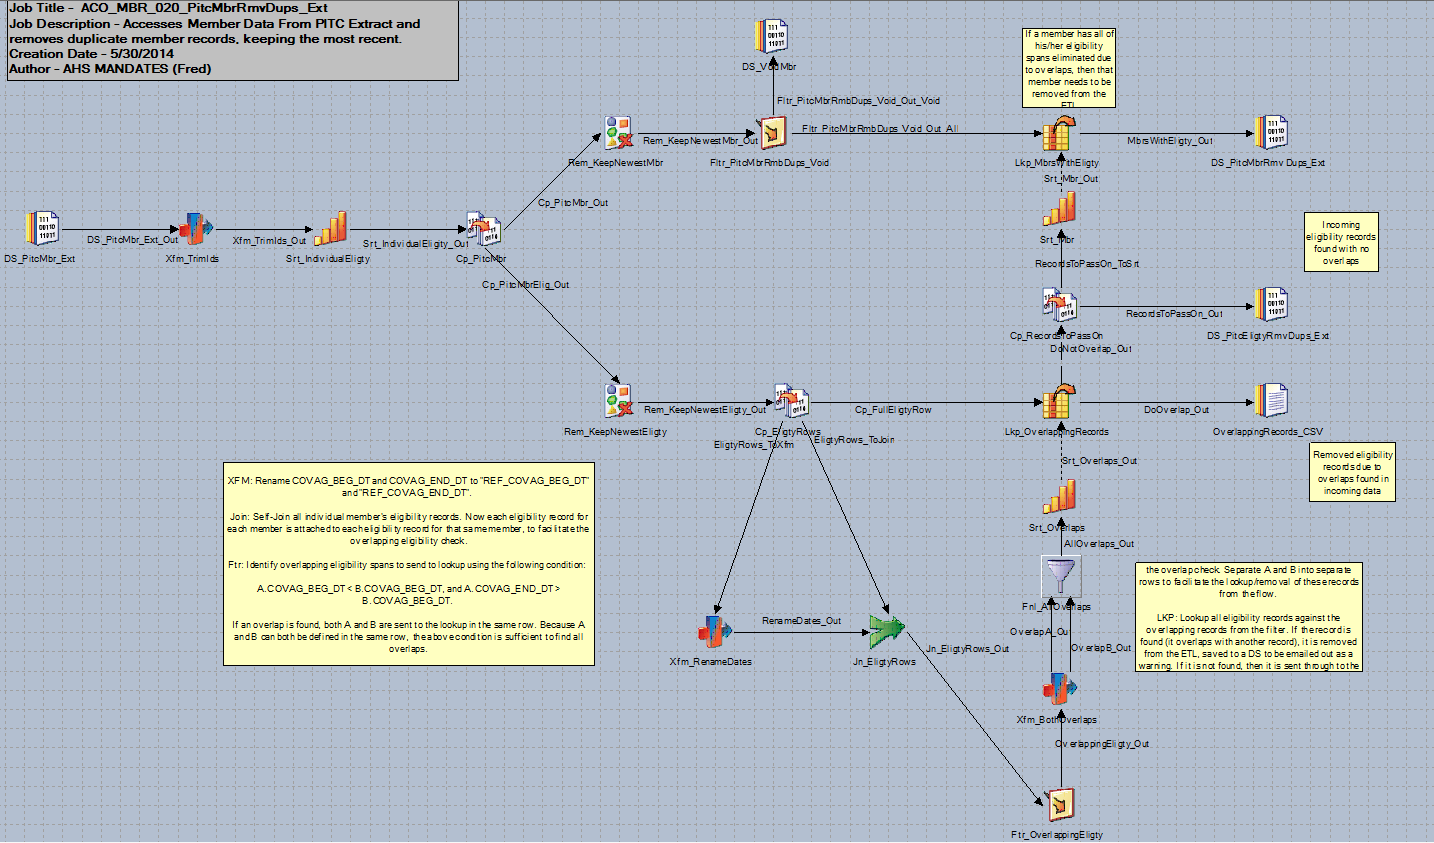 Job Title - ACO_MBR_020_PitcMbrRmvDups_Ext
Job Description - Accesses Member Data From PITC Extract and
removes duplicate member records, keeping the most recent.
Creation Date - 5/30/2014
Author - AHS MANDATES (Fred)
DS_VoidMbr
Fltr_PitcMbrRmbDups_Void_Out_Void
If a member has all of
his/her eligibility
spans eliminated due
to overlaps, then that
member needs to be
removed from the
ETL
Rem_KeepNewestMbr_Out
Fltr_PitcMbrRmbDups_Void_Out_All
MbrsWithEligty_Out
Rem_KeepNewestMbr
Fltr_PitcMbrRmbDups_Void
Lkp_MbrsWithEligty
DS_PitcMbrRmvDups_Ext
Srt_Mbr_Out
Cp_PitcMbr_Out
DS_PitcMbr_Ext_Out
Xfm_TrimIds_Out
Srt_IndividualEligty_Out
Srt_Mbr
Incoming
eligibility records
found with no
overlaps
DS_PitcMbr_Ext
Xfm_TrimIds
Srt_IndividualEligty
Cp_PitcMbr
RecordsToPassOn_ToSrt
Cp_PitcMbrElig_Out
RecordsToPassOn_Out
Cp_RecordsToPassOn
DS_PitcEligtyRmvDups_Ext
DoNotOverlap_Out
Rem_KeepNewestEligty_Out
Cp_FullEligtyRow
DoOverlap_Out
Rem_KeepNewestEligty
Cp_EligtyRows
Lkp_OverlappingRecords
OverlappingRecords_CSV
EligtyRows_ToXfm
EligtyRows_ToJoin
Srt_Overlaps_Out
Removed eligibility
records due to
overlaps found in
incoming data
XFM: Rename COVAG_BEG_DT and COVAG_END_DT to "REF_COVAG_BEG_DT"
and "REF_COVAG_END_DT".
Join: Self-Join all individual member's eligibility records. Now each eligibility record for
each member is attached to each eligibility record for that same member, to facilitate the
overlapping eligibility check.
Ftr: Identify overlapping eligibility spans to send to lookup using the following condition:
A.COVAG_BEG_DT < B.COVAG_BEG_DT, and A.COVAG_END_DT >
B.COVAG_BEG_DT.
If an overlap is found, both A and B are sent to the lookup in the same row. Because A
and B can both be defined in the same row, the above condition is sufficient to find all
overlaps.
Srt_Overlaps
AllOverlaps_Out
Fnl_AllOverlaps
the overlap check. Separate A and B into separate
rows to facilitate the lookup/removal of these records
from the flow.
LKP: Lookup all eligibility records against the
overlapping records from the filter. If the record is
found (it overlaps with another record), it is removed
from the ETL, saved to a DS to be emailed out as a
warning. If it is not found, then it is sent through to the
RenameDates_Out
OverlapA_Out
OverlapB_Out
Xfm_RenameDates
Jn_EligtyRows
Jn_EligtyRows_Out
Xfm_BothOverlaps
OverlappingEligty_Out
Ftr_OverlappingEligty